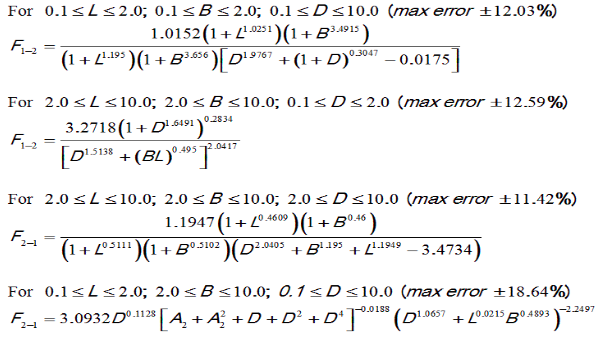 For 0.1 ≤ L ≤ 2.0; 0.1 ≤ B ≤ 2.0; 0.1 ≤ D ≤ 10.0 (max error ±12.03%)
F₁₋₂ = 1.0152(1 + L^1.0251)(1 + B^3.4915) / (1 + L^1.195)(1 + B^3.656)[D^1.9767 + (1 + D)^0.3047 − 0.0175]
For 2.0 ≤ L ≤ 10.0; 2.0 ≤ B ≤ 10.0; 0.1 ≤ D ≤ 2.0 (max error ±12.59%)
F₁₋₂ = 3.2718(1 + D^1.6491)^0.2834 / [D^1.5138 + (BL)^0.495]^2.0417
For 2.0 ≤ L ≤ 10.0; 2.0 ≤ B ≤ 10.0; 2.0 ≤ D ≤ 10.0 (max error ±11.42%)
F₂₋₁ = 1.1947(1 + L^0.4609)(1 + B^0.46) / (1 + L^0.5111)(1 + B^0.5102)(D^2.0405 + B^1.195 + L^1.1949 − 3.4734)
For 0.1 ≤ L ≤ 2.0; 2.0 ≤ B ≤ 10.0; 0.1 ≤ D ≤ 10.0 (max error ±18.64%)
F₂₋₁ = 3.0932D^0.1128 [A₂ + A₂² + D + D² + D⁴]^−0.0188 (D^1.0657 + L^0.0215 B^0.4893)^−2.2497